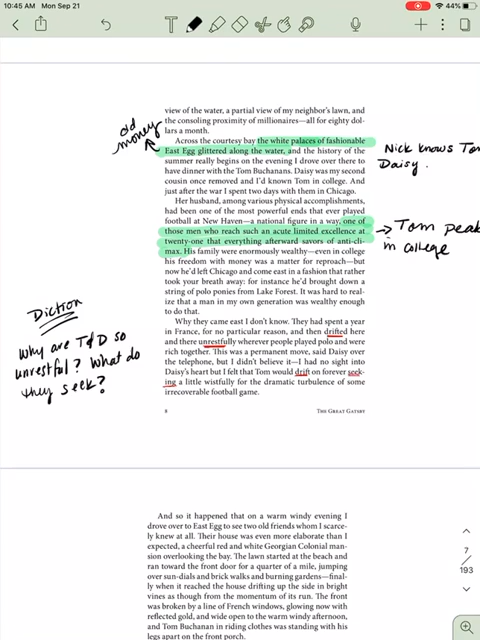 10:45 AM Mon Sep 21
44%
T
view of the water, a partial view of my neighbor's lawn, and
the consoling proximity of millionaires—all for eighty dol-
lars a month.
Across the courtesy bay the white palaces of fashionable
East Egg glittered along the water, and the history of the
summer really begins on the evening I drove over there to
have dinner with the Tom Buchanans. Daisy was my second
cousin once removed and I'd known Tom in college. And
just after the war I spent two days with them in Chicago.
Her husband, among various physical accomplishments,
had been one of the most powerful ends that ever played
football at New Haven—a national figure in a way, one of
those men who reach such an acute limited excellence at
twenty-one that everything afterward savors of anti-cli-
max. His family were enormously wealthy—even in college
his freedom with money was a matter for reproach—but
now he'd left Chicago and come east in a fashion that rather
took your breath away: for instance he'd brought down a
string of polo ponies from Lake Forest. It was hard to real-
ize that a man in my own generation was wealthy enough
to do that.
Why they came east I don't know. They had spent a year
in France, for no particular reason, and then drifted here
and there unrestfully wherever people played polo and were
rich together. This was a permanent move, said Daisy over
the telephone, but I didn't believe it—I had no sight into
Daisy's heart but I felt that Tom would drift on forever seek-
ing a little wistfully for the dramatic turbulence of some
irrecoverable football game.
8
THE GREAT GATSBY
old
money
Nick knows Tom
Daisy.
Tom peak
in college
Diction
Why are T&D so
unrestful? What do
they seek?
And so it happened that on a warm windy evening I
drove over to East Egg to see two old friends whom I scarce-
ly knew at all. Their house was even more elaborate than I
expected, a cheerful red and white Georgian Colonial man-
sion overlooking the bay. The lawn started at the beach and
ran toward the front door for a quarter of a mile, jumping
over sun-dials and brick walks and burning gardens—final-
ly when it reached the house drifting up the side in bright
vines as though from the momentum of its run. The front
was broken by a line of French windows, glowing now with
reflected gold, and wide open to the warm windy afternoon,
and Tom Buchanan in riding clothes was standing with his
legs apart on the front porch.
7
193